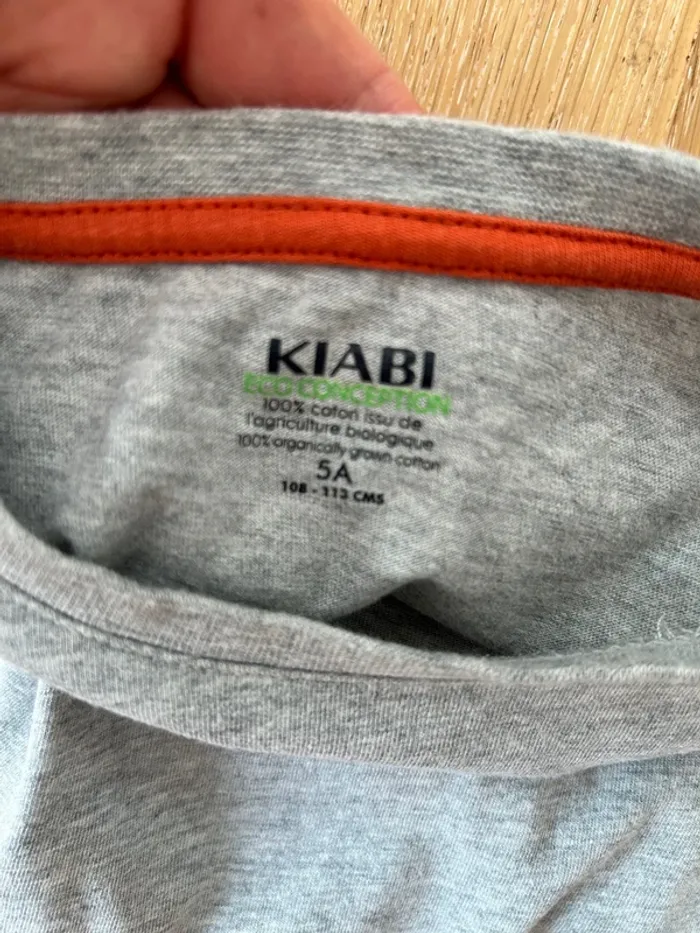 KIABI
ECO CONCEPTION
100% coton issu de
l'agriculture biologique
100% organically grown cotton
5A
108 - 113 CMS